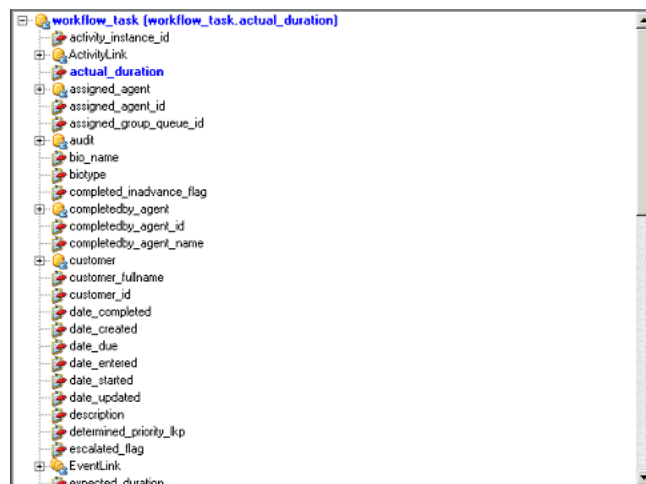 workflow_task (workflow_task.actual_duration)
activity_instance_id
ActivityLink
actual_duration
assigned_agent
assigned_agent_id
assigned_group_queue_id
audit
bio_name
biotype
completed_inadvance_flag
completedby_agent
completedby_agent_id
completedby_agent_name
customer
customer_fullname
customer_id
date_completed
date_created
date_due
date_entered
date_started
date_updated
description
determined_priority_lkp
escalated_flag
EventLink
expected_duration